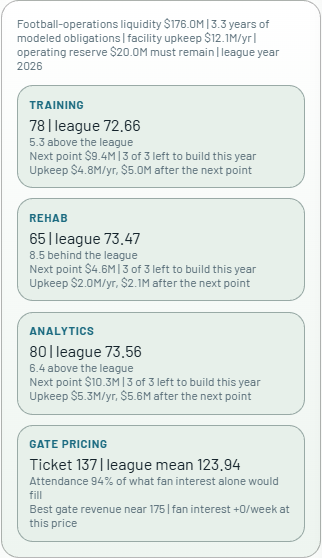 Football-operations liquidity $176.0M | 3.3 years of
modeled obligations | facility upkeep $12.1M/yr |
operating reserve $20.0M must remain | league year
2026
TRAINING
78 | league 72.66
5.3 above the league
Next point $9.4M | 3 of 3 left to build this year
Upkeep $4.8M/yr, $5.0M after the next point
REHAB
65 | league 73.47
8.5 behind the league
Next point $4.6M | 3 of 3 left to build this year
Upkeep $2.0M/yr, $2.1M after the next point
ANALYTICS
80 | league 73.56
6.4 above the league
Next point $10.3M | 3 of 3 left to build this year
Upkeep $5.3M/yr, $5.6M after the next point
GATE PRICING
Ticket 137 | league mean 123.94
Attendance 94% of what fan interest alone would
fill
Best gate revenue near 175 | fan interest +0/week at
this price